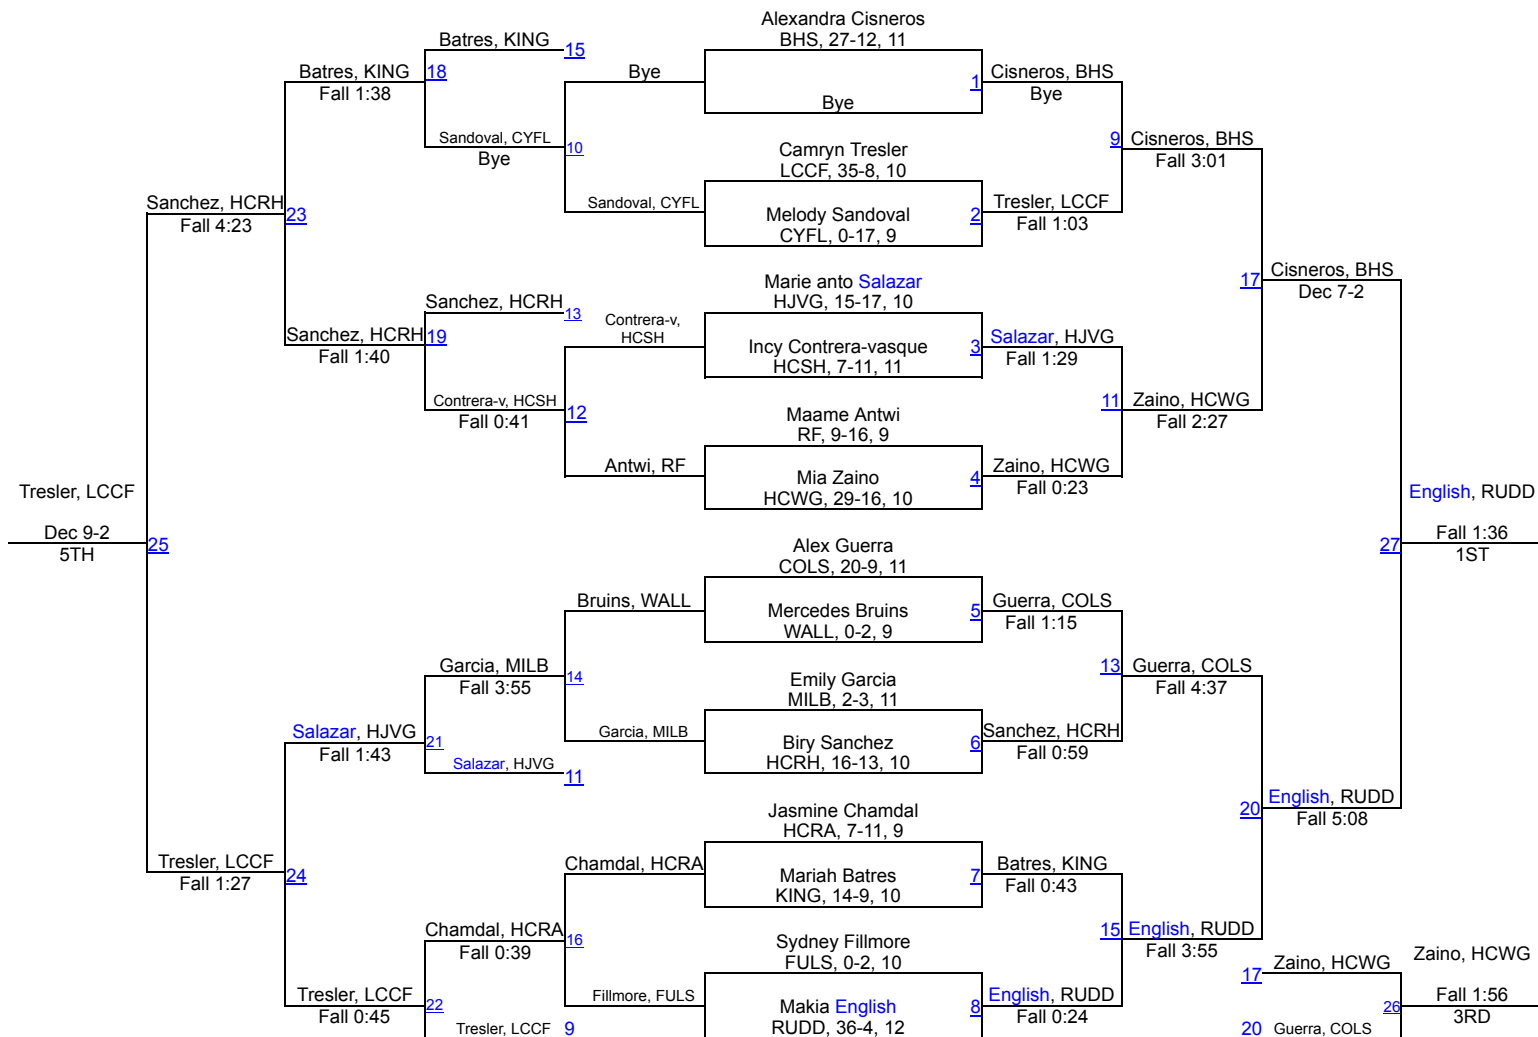 Alexandra Cisneros
BHS, 27-12, 11
Batres, KING 15
Batres, KING 18
Fall 1:38
Bye
1 Cisneros, BHS
Bye
Bye
Sandoval, CYFL 10
Bye
9 Cisneros, BHS
Fall 3:01
Camryn Tresler
LCCF, 35-8, 10
Sanchez, HCRH 23
Fall 4:23
Sandoval, CYFL
Melody Sandoval
CYFL, 0-17, 9
2 Tresler, LCCF
Fall 1:03
17 Cisneros, BHS
Dec 7-2
Marie anto Salazar
HJVG, 15-17, 10
Sanchez, HCRH 13
Contrera-v,
HCSH
Sanchez, HCRH 19
Fall 1:40
Incy Contrera-vasque
HCSH, 7-11, 11
3 Salazar, HJVG
Fall 1:29
Contrera-v, HCSH 12
Fall 0:41
11 Zaino, HCWG
Fall 2:27
Maame Antwi
RF, 9-16, 9
Antwi, RF
Mia Zaino
HCWG, 29-16, 10
4 Zaino, HCWG
Fall 0:23
Tresler, LCCF
Dec 9-2
5TH
25
English, RUDD
27 Fall 1:36
1ST
Alex Guerra
COLS, 20-9, 11
Bruins, WALL
Mercedes Bruins
WALL, 0-2, 9
5 Guerra, COLS
Fall 1:15
Garcia, MILB 14
Fall 3:55
13 Guerra, COLS
Fall 4:37
Emily Garcia
MILB, 2-3, 11
Salazar, HJVG 21
Fall 1:43
Garcia, MILB
Biry Sanchez
HCRH, 16-13, 10
6 Sanchez, HCRH
Fall 0:59
Salazar, HJVG 11
20 English, RUDD
Fall 5:08
Jasmine Chamdal
HCRA, 7-11, 9
Tresler, LCCF 24
Fall 1:27
Chamdal, HCRA
Mariah Batres
KING, 14-9, 10
7 Batres, KING
Fall 0:43
Chamdal, HCRA 16
Fall 0:39
15 English, RUDD
Fall 3:55
Sydney Fillmore
FULS, 0-2, 10
17 Zaino, HCWG
Zaino, HCWG
Tresler, LCCF 22
Fall 0:45
Fillmore, FULS
Makia English
RUDD, 36-4, 12
8 English, RUDD
Fall 0:24
26 Fall 1:56
3RD
Tresler, LCCF 9
20 Guerra, COLS